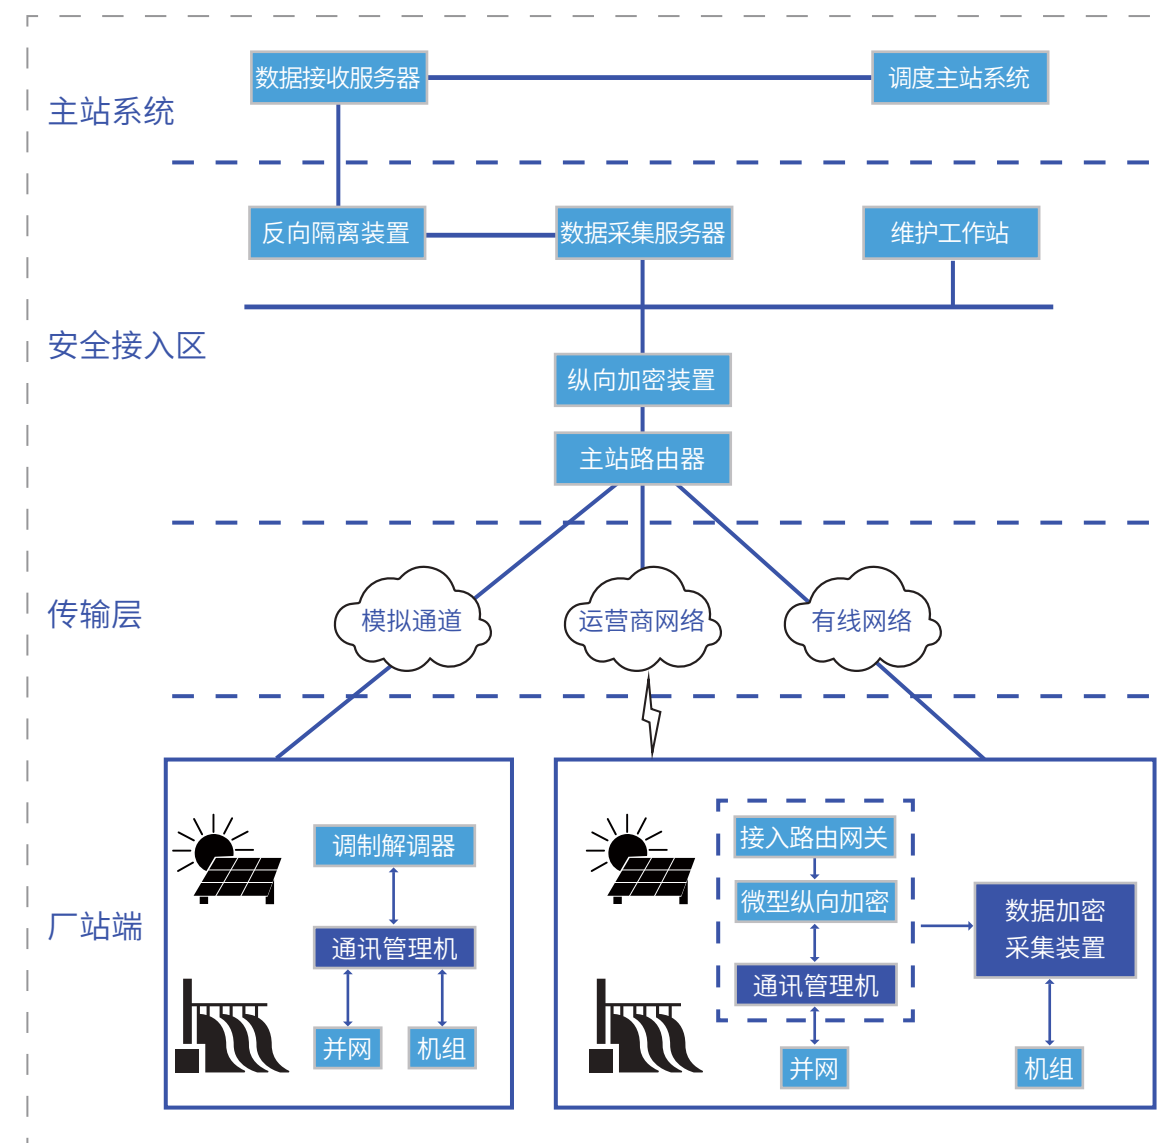 主站系统
数据接收服务器
调度主站系统
反向隔离装置
数据采集服务器
维护工作站
安全接入区
纵向加密装置
主站路由器
传输层
模拟通道
运营商网络
有线网络
厂站端
调制解调器
通讯管理机
并网
机组
接入路由网关
微型纵向加密
通讯管理机
并网
数据加密
采集装置
机组